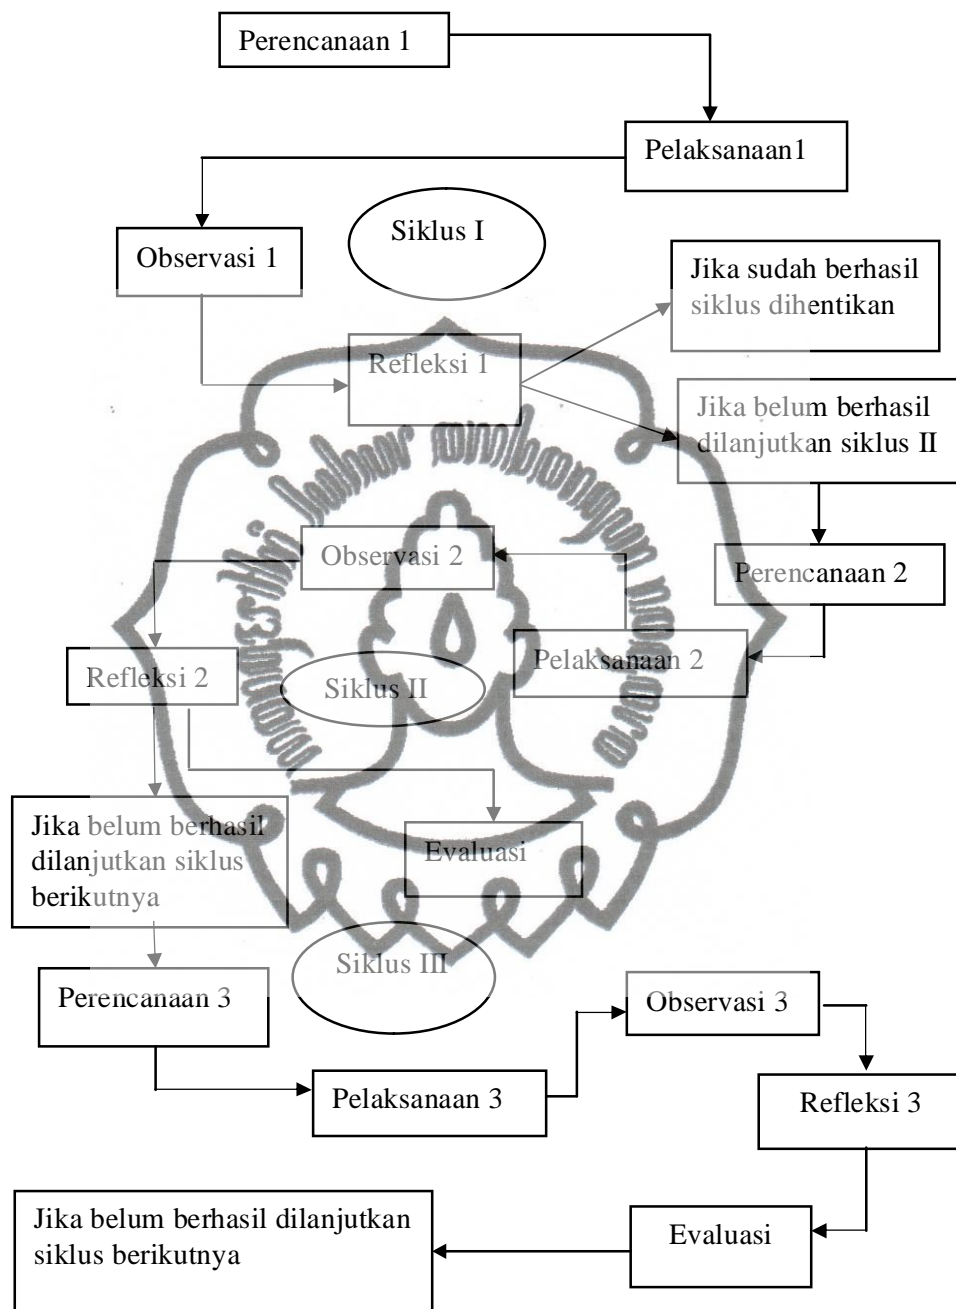 Perencanaan 1
Pelaksanaan1
Observasi 1
Siklus I
Jika sudah berhasil
siklus dihentikan
Refleksi 1
Jika belum berhasil
dilanjutkan siklus II
Perencanaan 2
Pelaksanaan 2
Observasi 2
Siklus II
Refleksi 2
Evaluasi
Jika belum berhasil
dilanjutkan siklus
berikutnya
Siklus III
Perencanaan 3
Pelaksanaan 3
Observasi 3
Refleksi 3
Evaluasi
Jika belum berhasil dilanjutkan
siklus berikutnya